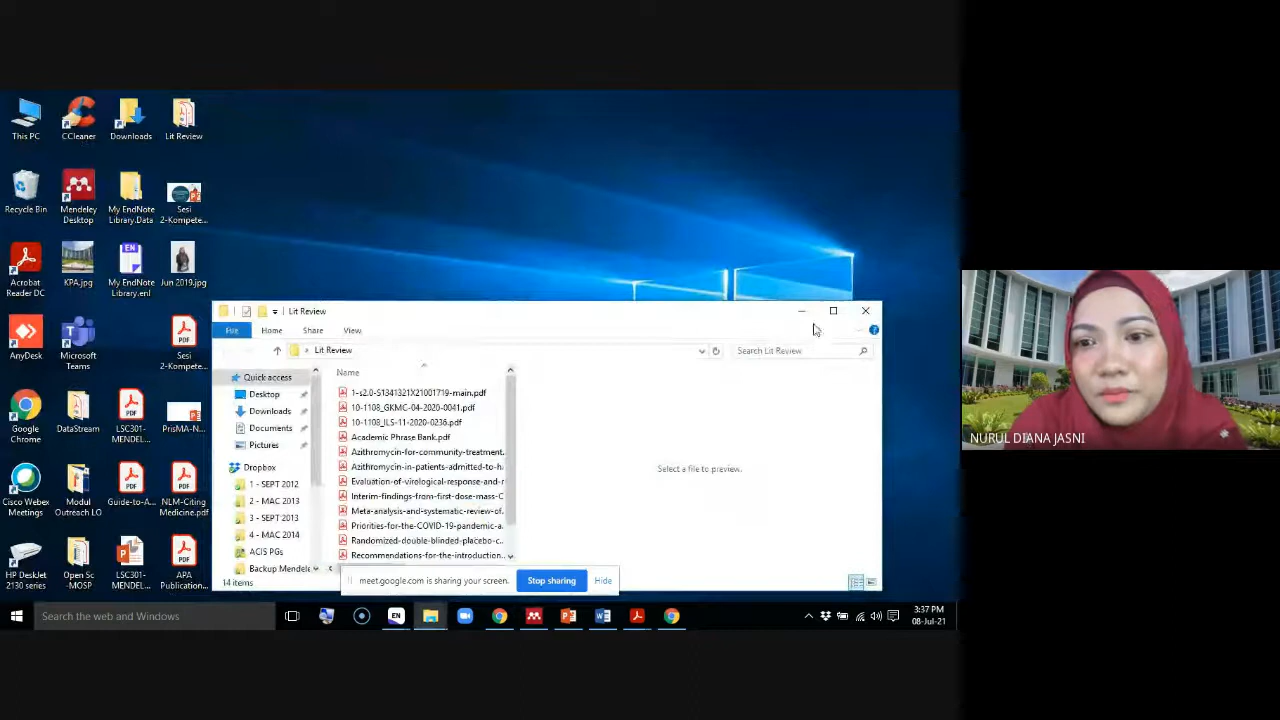 This PC
CCleaner
Downloads
Lit Review
Recycle Bin
Mendeley
Desktop
My EndNote
Library.Data
Sesi
2-Kompete...
Acrobat
Reader DC
KPA.jpg
My EndNote
Library.enl
Jun 2019.jpg
AnyDesk
Microsoft
Teams
EN
Sesi
2-Kompete...
Google
Chrome
DataStream
LSC301-
MENDEL...
PrisMA-N...
Cisco Webex
Meetings
Modul
Outreach LO
Guide-to-A...
NLM-Citing
Medicine.pdf
HP DeskJet
2130 series
Open Sc
-MOSP
LSC301-
MENDEL...
APA
Publication...
Lit Review
File
Home
Share
View
Lit Review
Search Lit Review
Quick access
Desktop
Downloads
Documents
Pictures
Dropbox
1 - SEPT 2012
2 - MAC 2013
3 - SEPT 2013
4 - MAC 2014
ACIS PGs
Backup Mendele
Name
1-s2.0-S1341321X21001719-main.pdf
10-1108_GKMC-04-2020-0041.pdf
10-1108_ILS-11-2020-0236.pdf
Academic Phrase Bank.pdf
Azithromycin-for-community-treatment...
Azithromycin-in-patients-admitted-to-h...
Evaluation-of-virological-response-and-r
Interim-findings-from-first-dose-mass-C
Meta-analysis-and-systematic-review-of...
Priorities-for-the-COVID-19-pandemic-a...
Randomized-double-blinded-placebo-c...
Recommendations-for-the-introduction...
Select a file to preview.
14 items
meet.google.com is sharing your screen.
Stop sharing
Hide
Search the web and Windows
EN
3:37 PM
08-Jul-21
NURUL DIANA JASNI